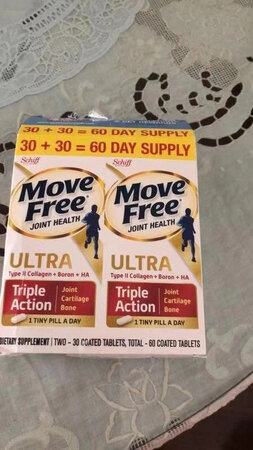 30 + 30 = 60 DAY SUPPLY
30 + 30 = 60 DAY SUPPLY
Schiff
Move
Free
JOINT HEALTH
ULTRA
Type II Collagen + Boron + HA
Triple
Action
Joint
Cartilage
Bone
1 TINY PILL A DAY
Schiff
Move
Free
JOINT HEALTH
ULTRA
Type II Collagen + Boron + HA
Triple
Action
Joint
Cartilage
Bone
1 TINY PILL A DAY
DIETARY SUPPLEMENT | TWO - 30 COATED TABLETS, TOTAL - 60 COATED TABLETS